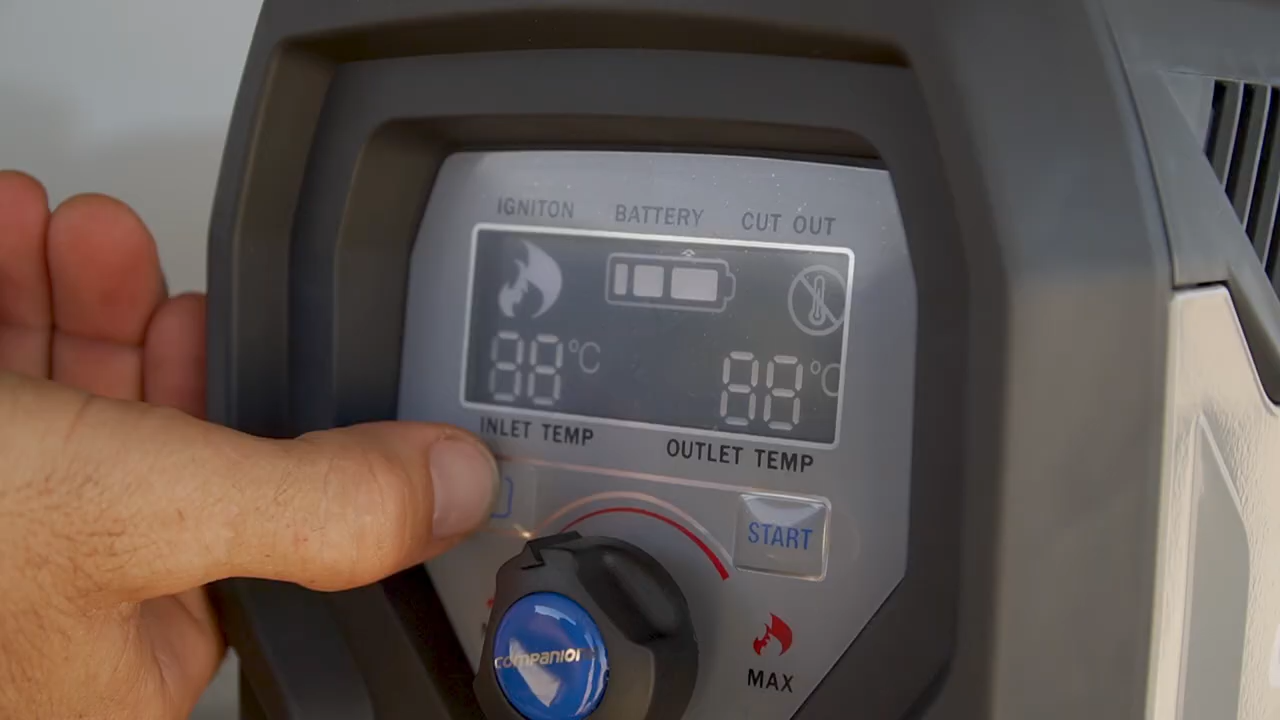 IGNITON BATTERY CUT OUT
88 °C 88 °C
INLET TEMP OUTLET TEMP
START
COMPANION
MAX